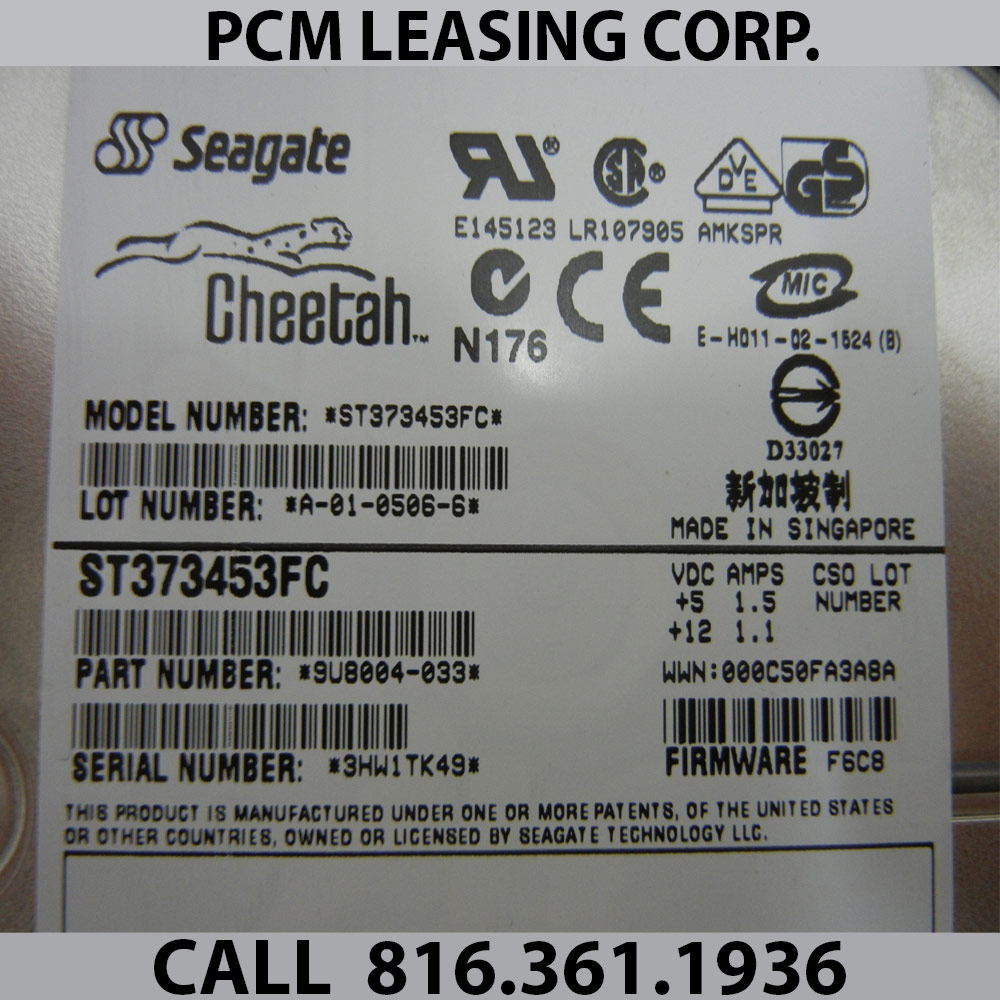 PCM LEASING CORP.
Seagate
Cheetah™
E145123 LR107905 AMKSPR
N176
MIC
E-H011-02-1524 (B)
D33027
新加坡制
MADE IN SINGAPORE
MODEL NUMBER: *ST373453FC*
LOT NUMBER: *A-01-0506-6*
ST373453FC
PART NUMBER: *9U8004-033*
SERIAL NUMBER: *3HW1TK49*
VDC AMPS CSO LOT
+5 1.5 NUMBER
+12 1.1
WWN:000C50FA3A8A
FIRMWARE F6C8
THIS PRODUCT IS MANUFACTURED UNDER ONE OR MORE PATENTS, OF THE UNITED STATES
OR OTHER COUNTRIES, OWNED OR LICENSED BY SEAGATE TECHNOLOGY LLC.
CALL 816.361.1936